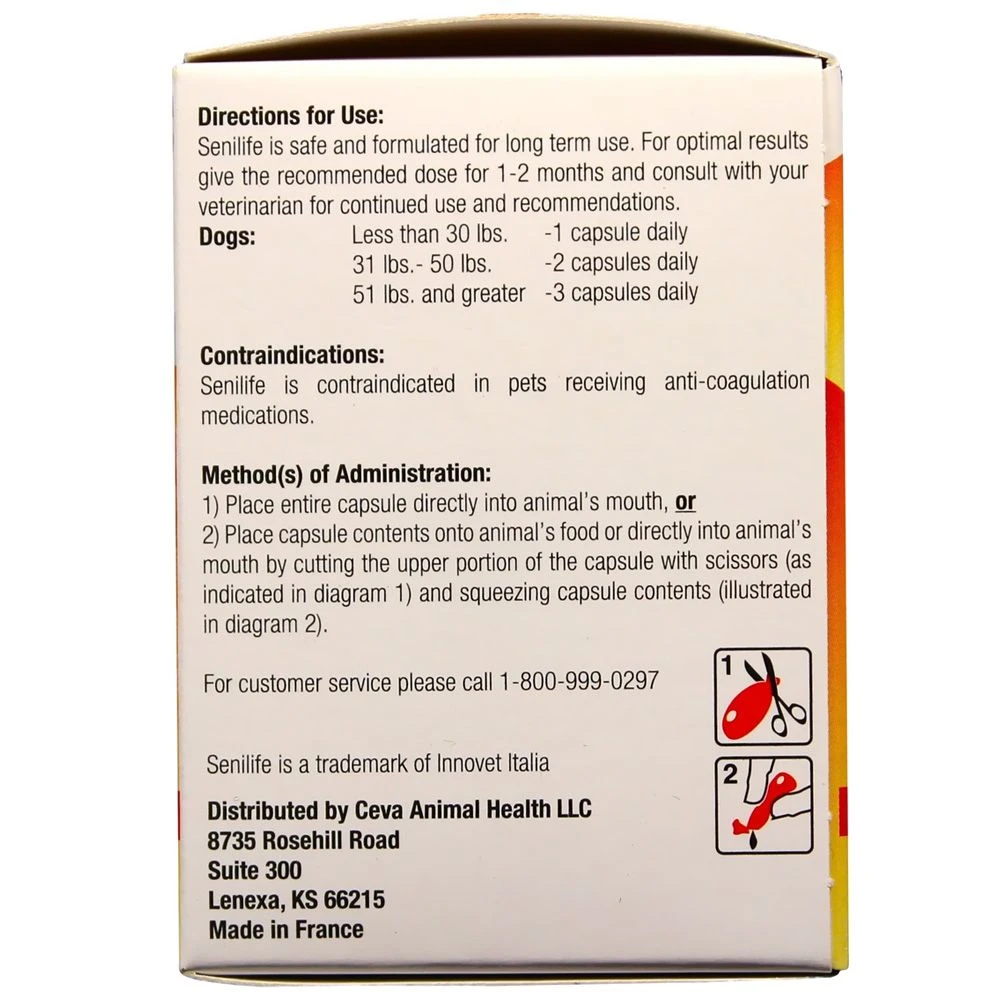 Directions for Use:
Senilife is safe and formulated for long term use. For optimal results
give the recommended dose for 1-2 months and consult with your
veterinarian for continued use and recommendations.
Dogs: Less than 30 lbs. -1 capsule daily
31 lbs.- 50 lbs. -2 capsules daily
51 lbs. and greater -3 capsules daily
Contraindications:
Senilife is contraindicated in pets receiving anti-coagulation
medications.
Method(s) of Administration:
1) Place entire capsule directly into animal's mouth, or
2) Place capsule contents onto animal's food or directly into animal's
mouth by cutting the upper portion of the capsule with scissors (as
indicated in diagram 1) and squeezing capsule contents (illustrated
in diagram 2).
For customer service please call 1-800-999-0297
1
Senilife is a trademark of Innovet Italia
2
Distributed by Ceva Animal Health LLC
8735 Rosehill Road
Suite 300
Lenexa, KS 66215
Made in France